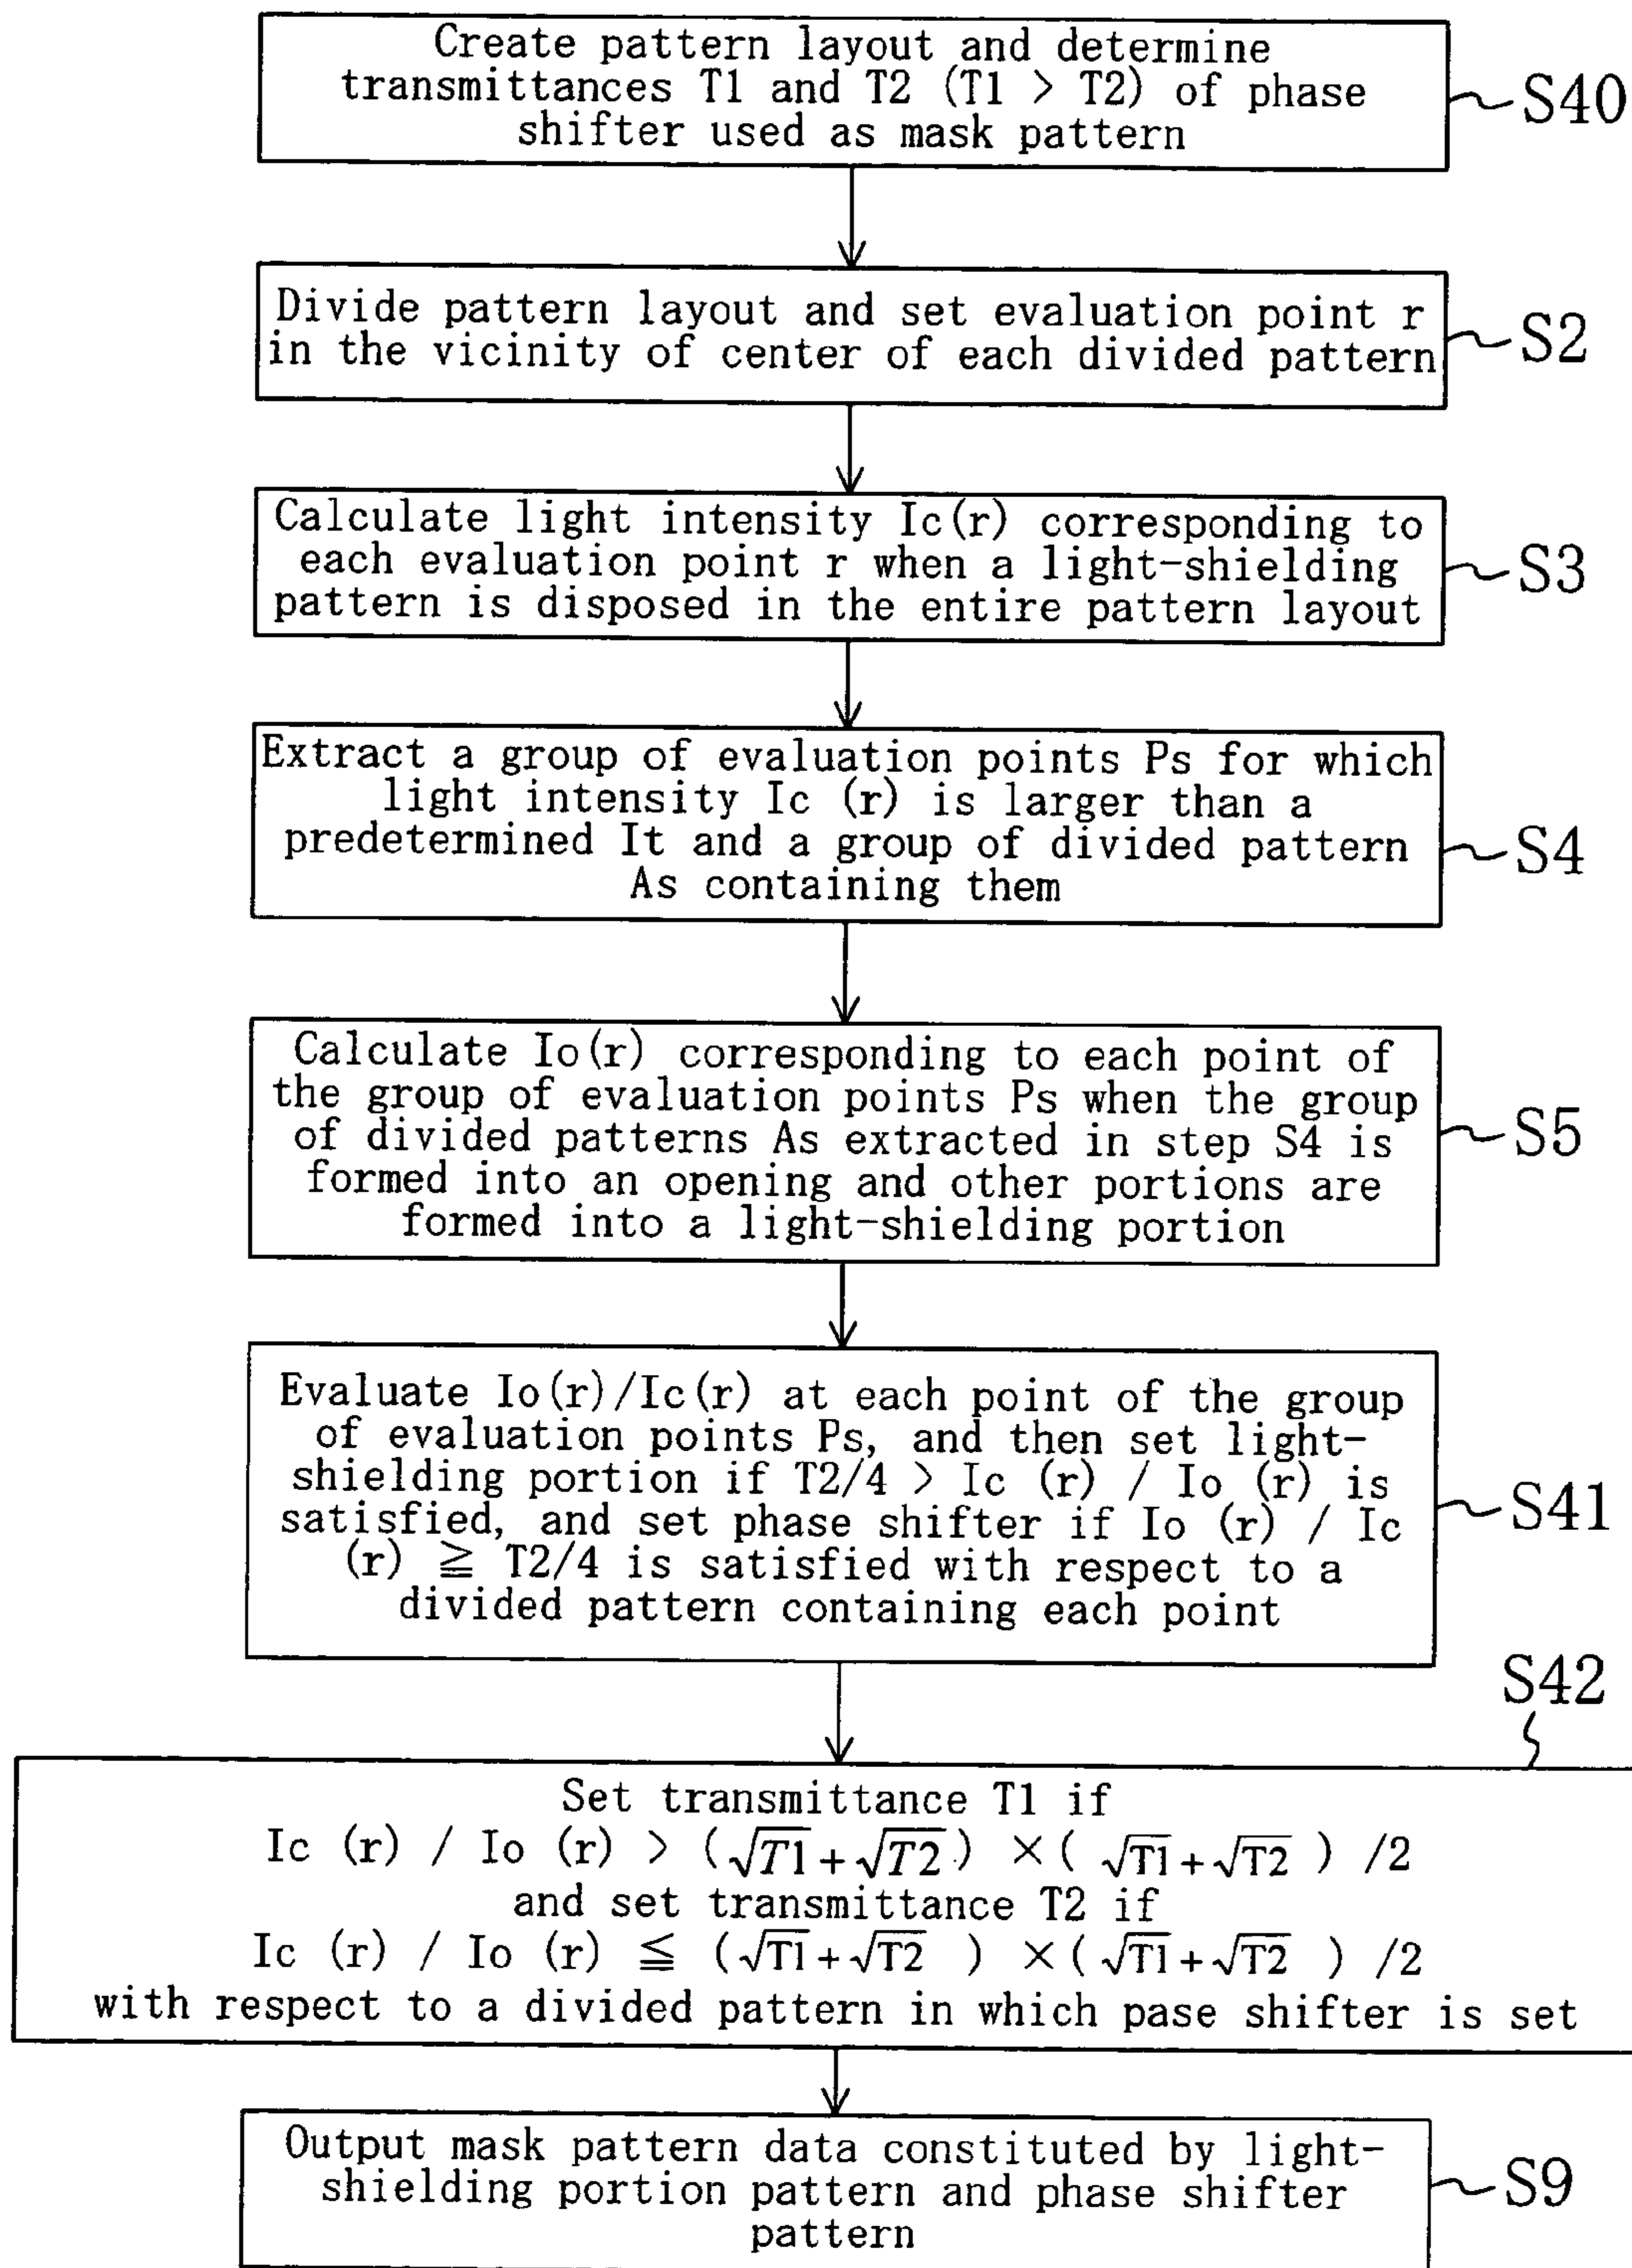 Create pattern layout and determine
transmittances T1 and T2 (T1 > T2) of phase
shifter used as mask pattern
S40
Divide pattern layout and set evaluation point r
in the vicinity of center of each divided pattern
S2
Calculate light intensity Ic(r) corresponding to
each evaluation point r when a light-shielding
pattern is disposed in the entire pattern layout
S3
Extract a group of evaluation points Ps for which
light intensity Ic (r) is larger than a
predetermined It and a group of divided pattern
As containing them
S4
Calculate Io(r) corresponding to each point of
the group of evaluation points Ps when the group
of divided patterns As extracted in step S4 is
formed into an opening and other portions are
formed into a light-shielding portion
S5
Evaluate Io(r)/Ic(r) at each point of the group
of evaluation points Ps, and then set light-
shielding portion if T2/4 > Ic (r) / Io (r) is
satisfied, and set phase shifter if Io (r) / Ic
(r) ≧ T2/4 is satisfied with respect to a
divided pattern containing each point
S41
S42
Set transmittance T1 if
Ic (r) / Io (r) > (√T1+√T2) ×(√T1+√T2) /2
and set transmittance T2 if
Ic (r) / Io (r) ≦ (√T1+√T2) ×(√T1+√T2) /2
with respect to a divided pattern in which pase shifter is set
Output mask pattern data constituted by light-
shielding portion pattern and phase shifter
pattern
S9